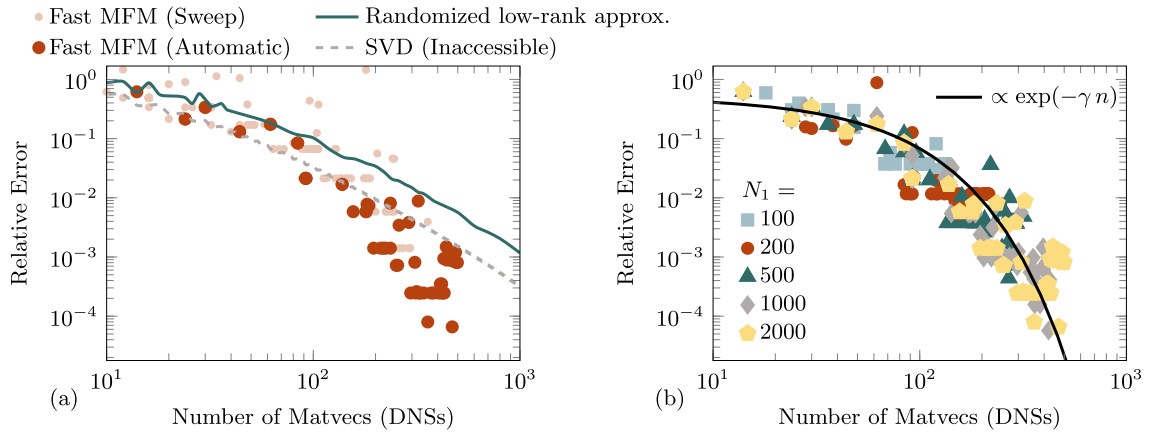 Fast MFM (Sweep)
Randomized low-rank approx.
Fast MFM (Automatic)
SVD (Inaccessible)
10^0
10^−1
10^−2
10^−3
10^−4
10^1
10^2
10^3
Relative Error
Number of Matvecs (DNSs)
(a)
10^0
10^−1
10^−2
10^−3
10^−4
10^1
10^2
10^3
Relative Error
Number of Matvecs (DNSs)
(b)
∝ exp(−γ n)
N_1 =
100
200
500
1000
2000